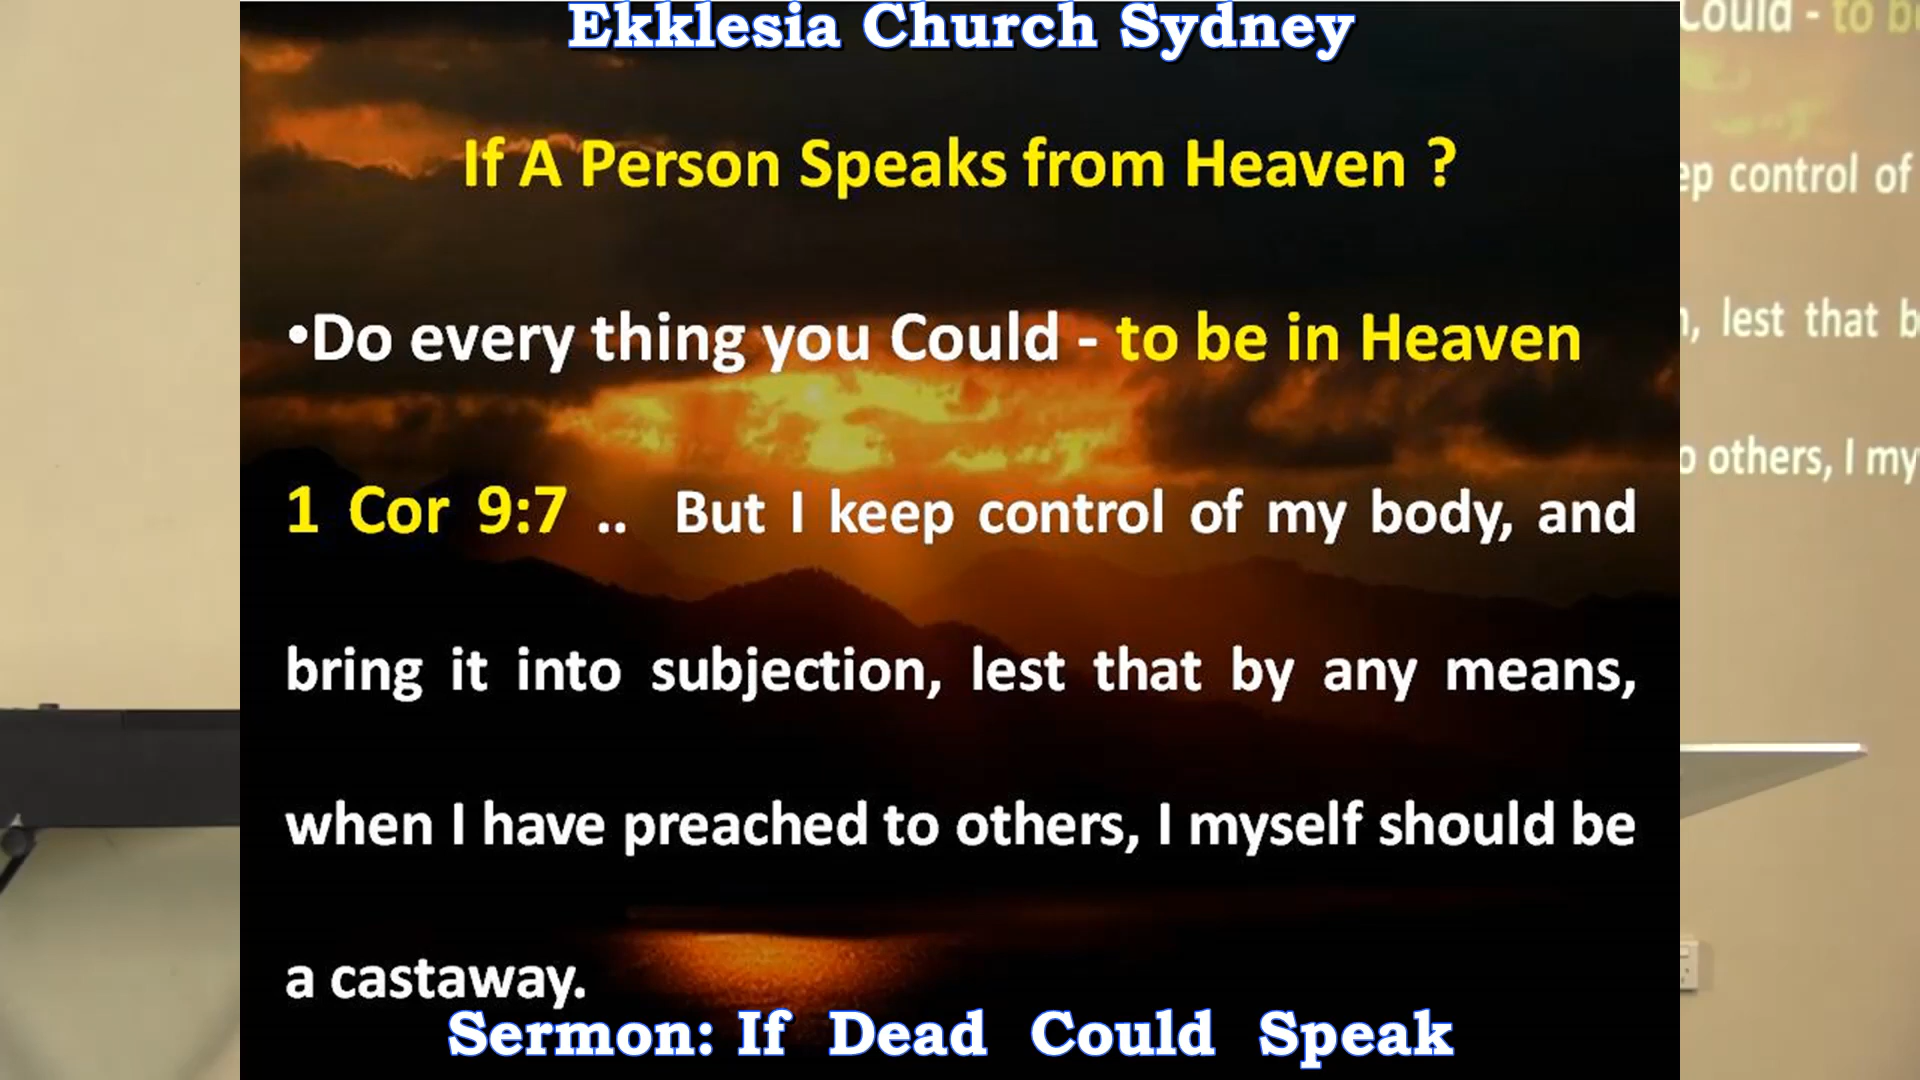 Ekklesia Church Sydney
If A Person Speaks from Heaven ?
•Do every thing you Could - to be in Heaven
1 Cor 9:7 .. But I keep control of my body, and
bring it into subjection, lest that by any means,
when I have preached to others, I myself should be
a castaway.
Sermon: If Dead Could Speak
Could - to b
ep control of
, lest that b
o others, I my